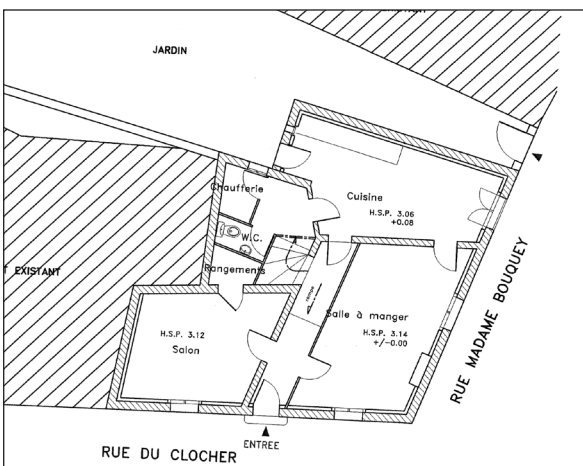 JARDIN
Chaufferie
Cuisine
H.S.P. 3.06
+0.08
W.C.
Rangements
EXISTANT
Salle à manger
H.S.P. 3.14
+/-0.00
H.S.P. 3.12
Salon
RUE MADAME BOUQUEY
ENTREE
RUE DU CLOCHER